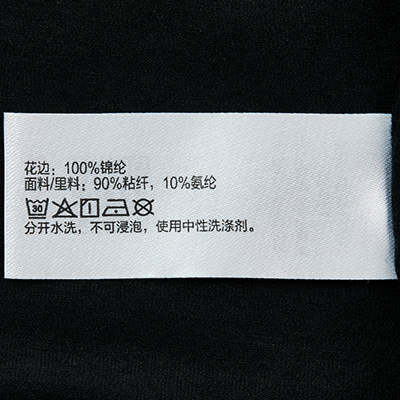 花边：100%锦纶
面料/里料：90%粘纤，10%氨纶
30
分开水洗，不可浸泡，使用中性洗涤剂。